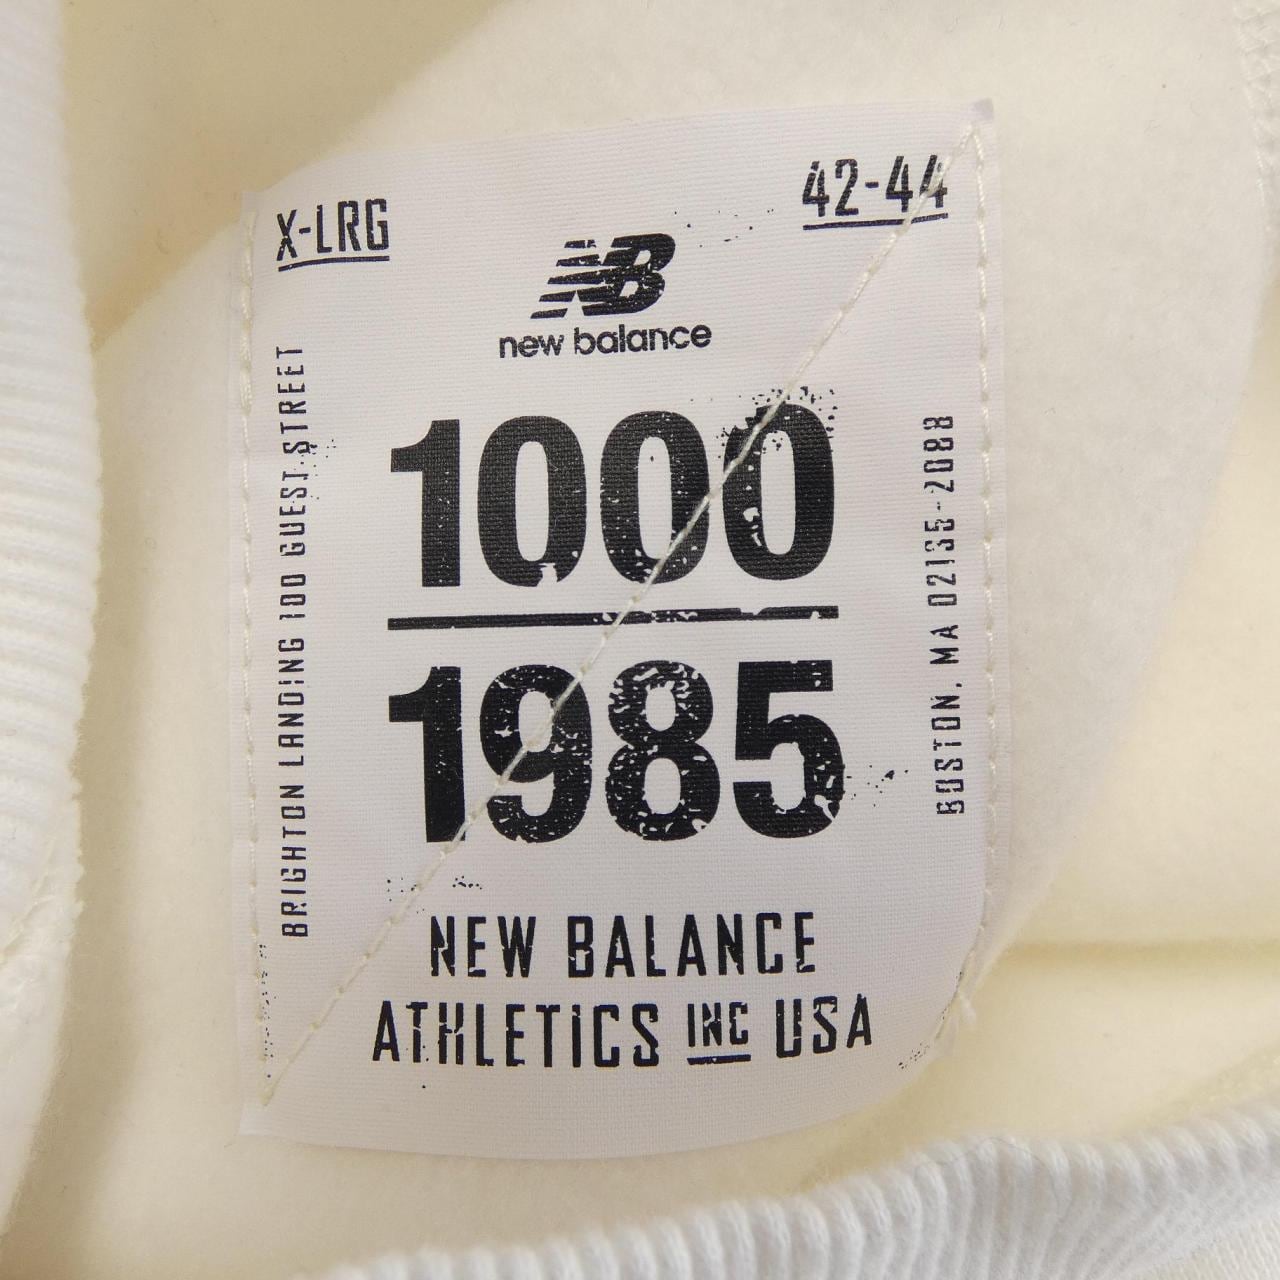 X-LRG
42-44
NB
new balance
1000
1985
BRIGHTON LANDING 100 GUEST STREET
BOSTON, MA 02135-2088
NEW BALANCE
ATHLETICS INC USA